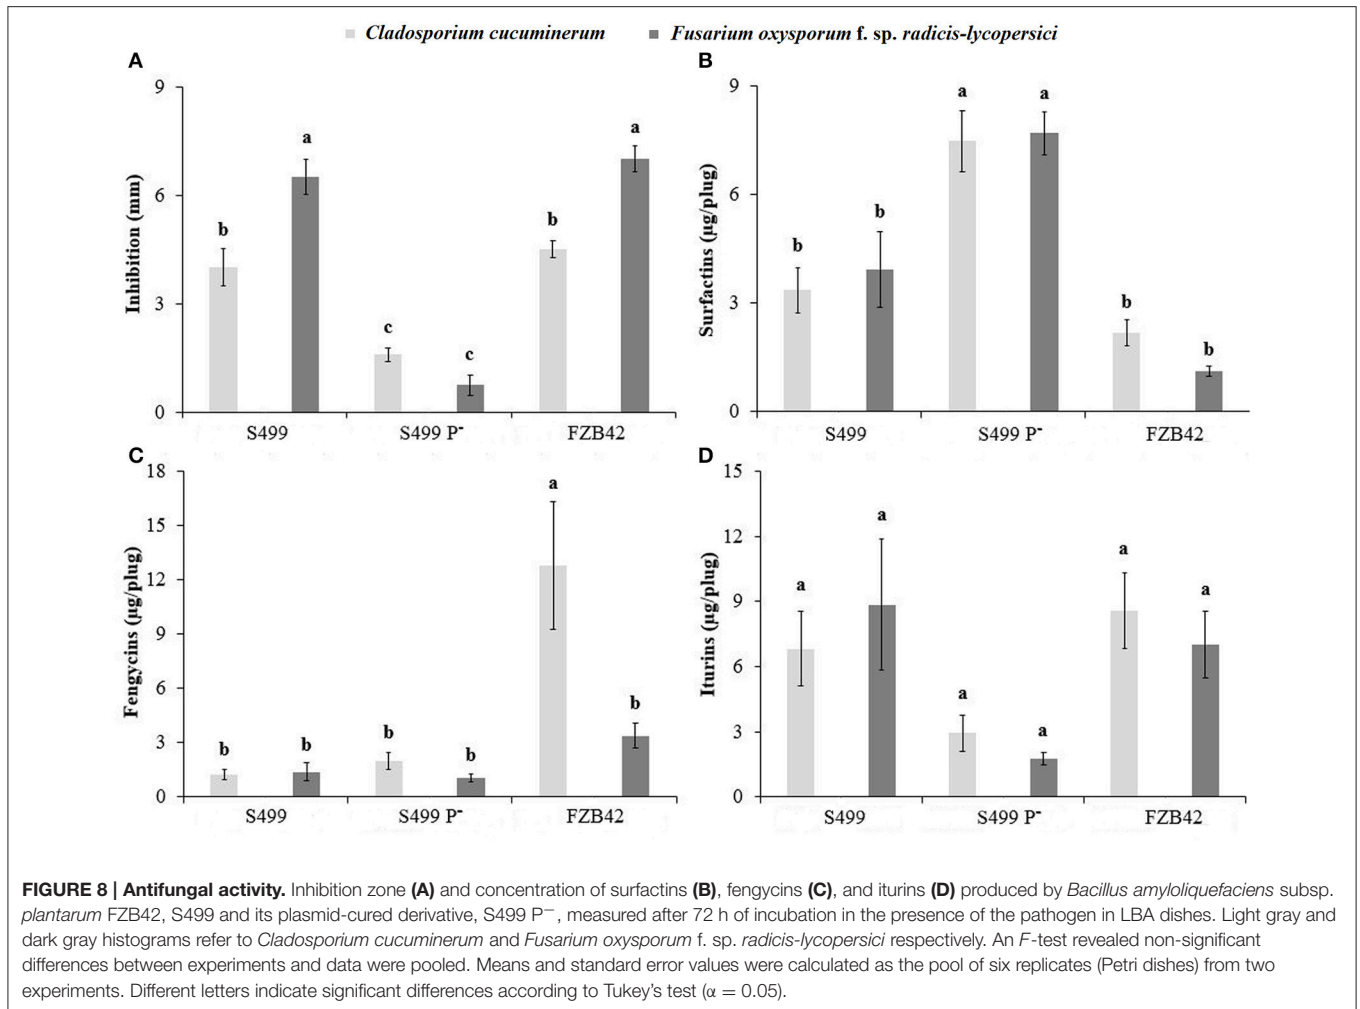 Cladosporium cucuminerum Fusarium oxysporum f. sp. radicis-lycopersici
A
9
6
3
0
Inhibition (mm)
b
a
c
c
b
a
S499
S499 P⁻
FZB42
B
9
6
3
0
Surfactins (µg/plug)
b
b
a
a
b
b
S499
S499 P⁻
FZB42
C
18
15
12
9
6
3
0
Fengycins (µg/plug)
b
b
b
b
a
b
S499
S499 P⁻
FZB42
D
15
12
9
6
3
0
Iturins (µg/plug)
a
a
a
a
a
a
S499
S499 P⁻
FZB42
FIGURE 8 | Antifungal activity. Inhibition zone (A) and concentration of surfactins (B), fengycins (C), and iturins (D) produced by Bacillus amyloliquefaciens subsp.
plantarum FZB42, S499 and its plasmid-cured derivative, S499 P⁻, measured after 72 h of incubation in the presence of the pathogen in LBA dishes. Light gray and
dark gray histograms refer to Cladosporium cucuminerum and Fusarium oxysporum f. sp. radicis-lycopersici respectively. An F-test revealed non-significant
differences between experiments and data were pooled. Means and standard error values were calculated as the pool of six replicates (Petri dishes) from two
experiments. Different letters indicate significant differences according to Tukey's test (α = 0.05).